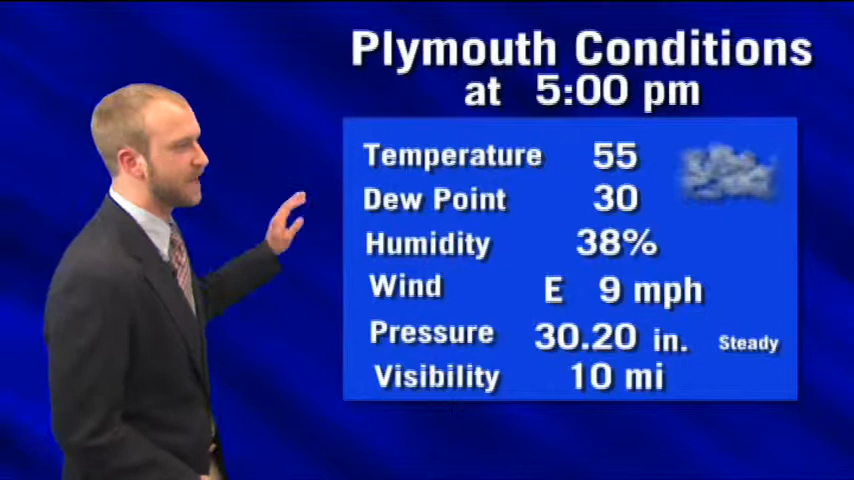 Plymouth Conditions
at 5:00 pm
Temperature 55
Dew Point 30
Humidity 38%
Wind E 9 mph
Pressure 30.20 in. Steady
Visibility 10 mi